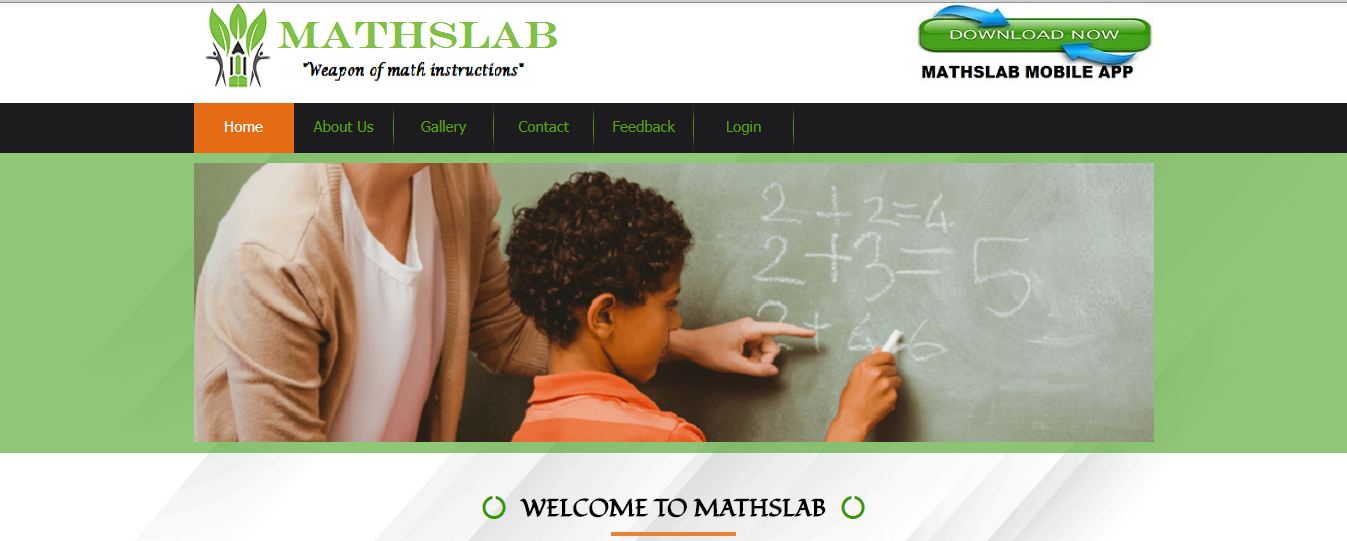 MATHSLAB
"Weapon of math instructions"
DOWNLOAD NOW
MATHSLAB MOBILE APP
Home About Us Gallery Contact Feedback Login
2+2=4
2+3=5
2+4 6
WELCOME TO MATHSLAB